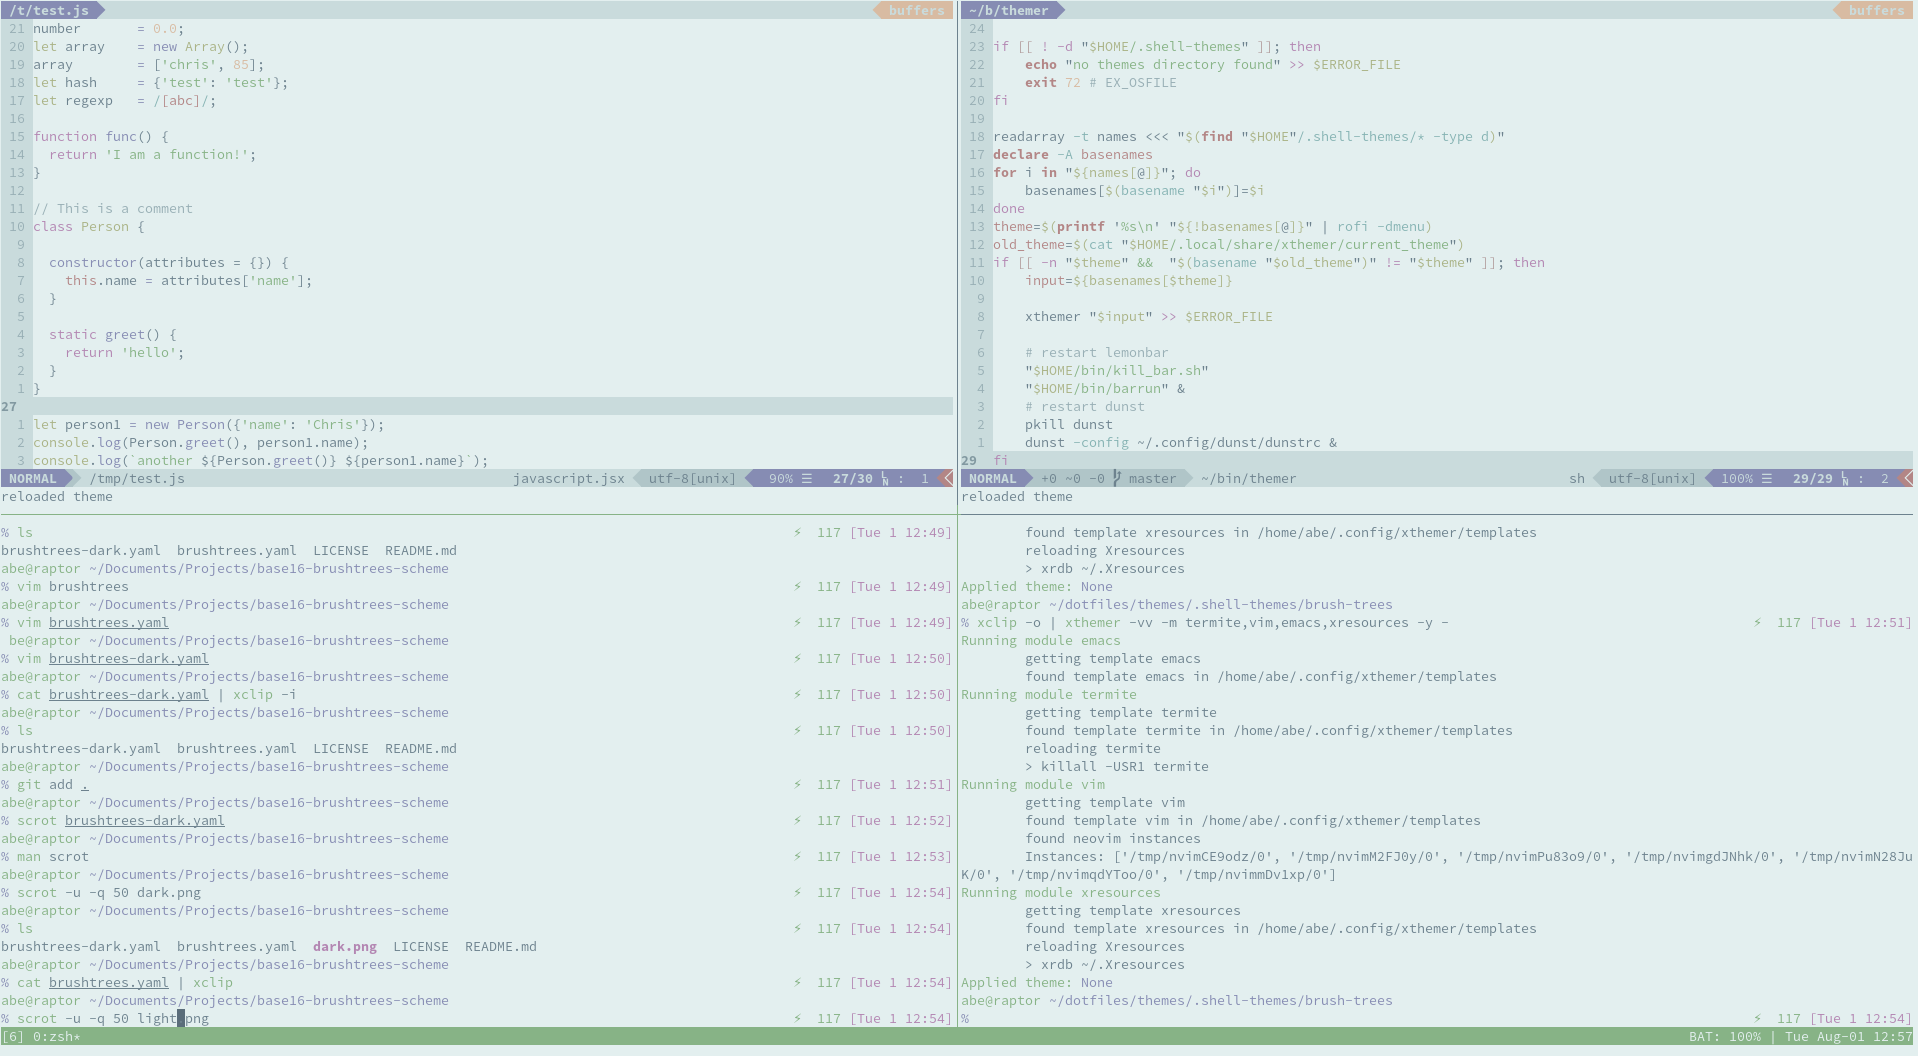 /t/test.js buffers
21 number       = 0.0;
20 let array    = new Array();
19 array        = ['chris', 85];
18 let hash     = {'test': 'test'};
17 let regexp   = /[abc]/;
16
15 function func() {
14   return 'I am a function!';
13 }
12
11 // This is a comment
10 class Person {
9
8   constructor(attributes = {}) {
7     this.name = attributes['name'];
6   }
5
4   static greet() {
3     return 'hello';
2   }
1 }
27
1 let person1 = new Person({'name': 'Chris'});
2 console.log(Person.greet(), person1.name);
3 console.log(`another ${Person.greet()} ${person1.name}`);
NORMAL /tmp/test.js javascript.jsx utf-8[unix] 90% ☰ 27/30 ␤ : 1
reloaded theme
~/b/themer buffers
24
23 if [[ ! -d "$HOME/.shell-themes" ]]; then
22     echo "no themes directory found" >> $ERROR_FILE
21     exit 72 # EX_OSFILE
20 fi
19
18 readarray -t names <<< "$(find "$HOME"/.shell-themes/* -type d)"
17 declare -A basenames
16 for i in "${names[@]}"; do
15     basenames[$(basename "$i")]=$i
14 done
13 theme=$(printf '%s\n' "${!basenames[@]}" | rofi -dmenu)
12 old_theme=$(cat "$HOME/.local/share/xthemer/current_theme")
11 if [[ -n "$theme" &&  "$(basename "$old_theme")" != "$theme" ]]; then
10     input=${basenames[$theme]}
9
8     xthemer "$input" >> $ERROR_FILE
7
6     # restart lemonbar
5     "$HOME/bin/kill_bar.sh"
4     "$HOME/bin/barrun" &
3     # restart dunst
2     pkill dunst
1     dunst -config ~/.config/dunst/dunstrc &
29 fi
NORMAL +0 ~0 -0 master ~/bin/themer sh utf-8[unix] 100% ☰ 29/29 ␤ : 2
reloaded theme
% ls ⚡ 117 [Tue 1 12:49]
brushtrees-dark.yaml  brushtrees.yaml  LICENSE  README.md
abe@raptor ~/Documents/Projects/base16-brushtrees-scheme
% vim brushtrees ⚡ 117 [Tue 1 12:49]
abe@raptor ~/Documents/Projects/base16-brushtrees-scheme
% vim brushtrees.yaml ⚡ 117 [Tue 1 12:49]
be@raptor ~/Documents/Projects/base16-brushtrees-scheme
% vim brushtrees-dark.yaml ⚡ 117 [Tue 1 12:50]
abe@raptor ~/Documents/Projects/base16-brushtrees-scheme
% cat brushtrees-dark.yaml | xclip -i ⚡ 117 [Tue 1 12:50]
abe@raptor ~/Documents/Projects/base16-brushtrees-scheme
% ls ⚡ 117 [Tue 1 12:50]
brushtrees-dark.yaml  brushtrees.yaml  LICENSE  README.md
abe@raptor ~/Documents/Projects/base16-brushtrees-scheme
% git add . ⚡ 117 [Tue 1 12:51]
abe@raptor ~/Documents/Projects/base16-brushtrees-scheme
% scrot brushtrees-dark.yaml ⚡ 117 [Tue 1 12:52]
abe@raptor ~/Documents/Projects/base16-brushtrees-scheme
% man scrot ⚡ 117 [Tue 1 12:53]
abe@raptor ~/Documents/Projects/base16-brushtrees-scheme
% scrot -u -q 50 dark.png ⚡ 117 [Tue 1 12:54]
abe@raptor ~/Documents/Projects/base16-brushtrees-scheme
% ls ⚡ 117 [Tue 1 12:54]
brushtrees-dark.yaml  brushtrees.yaml  dark.png  LICENSE  README.md
abe@raptor ~/Documents/Projects/base16-brushtrees-scheme
% cat brushtrees.yaml | xclip ⚡ 117 [Tue 1 12:54]
abe@raptor ~/Documents/Projects/base16-brushtrees-scheme
% scrot -u -q 50 light png ⚡ 117 [Tue 1 12:54]
found template xresources in /home/abe/.config/xthemer/templates
reloading Xresources
> xrdb ~/.Xresources
Applied theme: None
abe@raptor ~/dotfiles/themes/.shell-themes/brush-trees
% xclip -o | xthemer -vv -m termite,vim,emacs,xresources -y - ⚡ 117 [Tue 1 12:51]
Running module emacs
getting template emacs
found template emacs in /home/abe/.config/xthemer/templates
Running module termite
getting template termite
found template termite in /home/abe/.config/xthemer/templates
reloading termite
> killall -USR1 termite
Running module vim
getting template vim
found template vim in /home/abe/.config/xthemer/templates
found neovim instances
Instances: ['/tmp/nvimCE9odz/0', '/tmp/nvimM2FJ0y/0', '/tmp/nvimPu83o9/0', '/tmp/nvimgdJNhk/0', '/tmp/nvimN28Ju
K/0', '/tmp/nvimqdYToo/0', '/tmp/nvimmDv1xp/0']
Running module xresources
getting template xresources
found template xresources in /home/abe/.config/xthemer/templates
reloading Xresources
> xrdb ~/.Xresources
Applied theme: None
abe@raptor ~/dotfiles/themes/.shell-themes/brush-trees
% ⚡ 117 [Tue 1 12:54]
[6] 0:zsh* BAT: 100% | Tue Aug-01 12:57